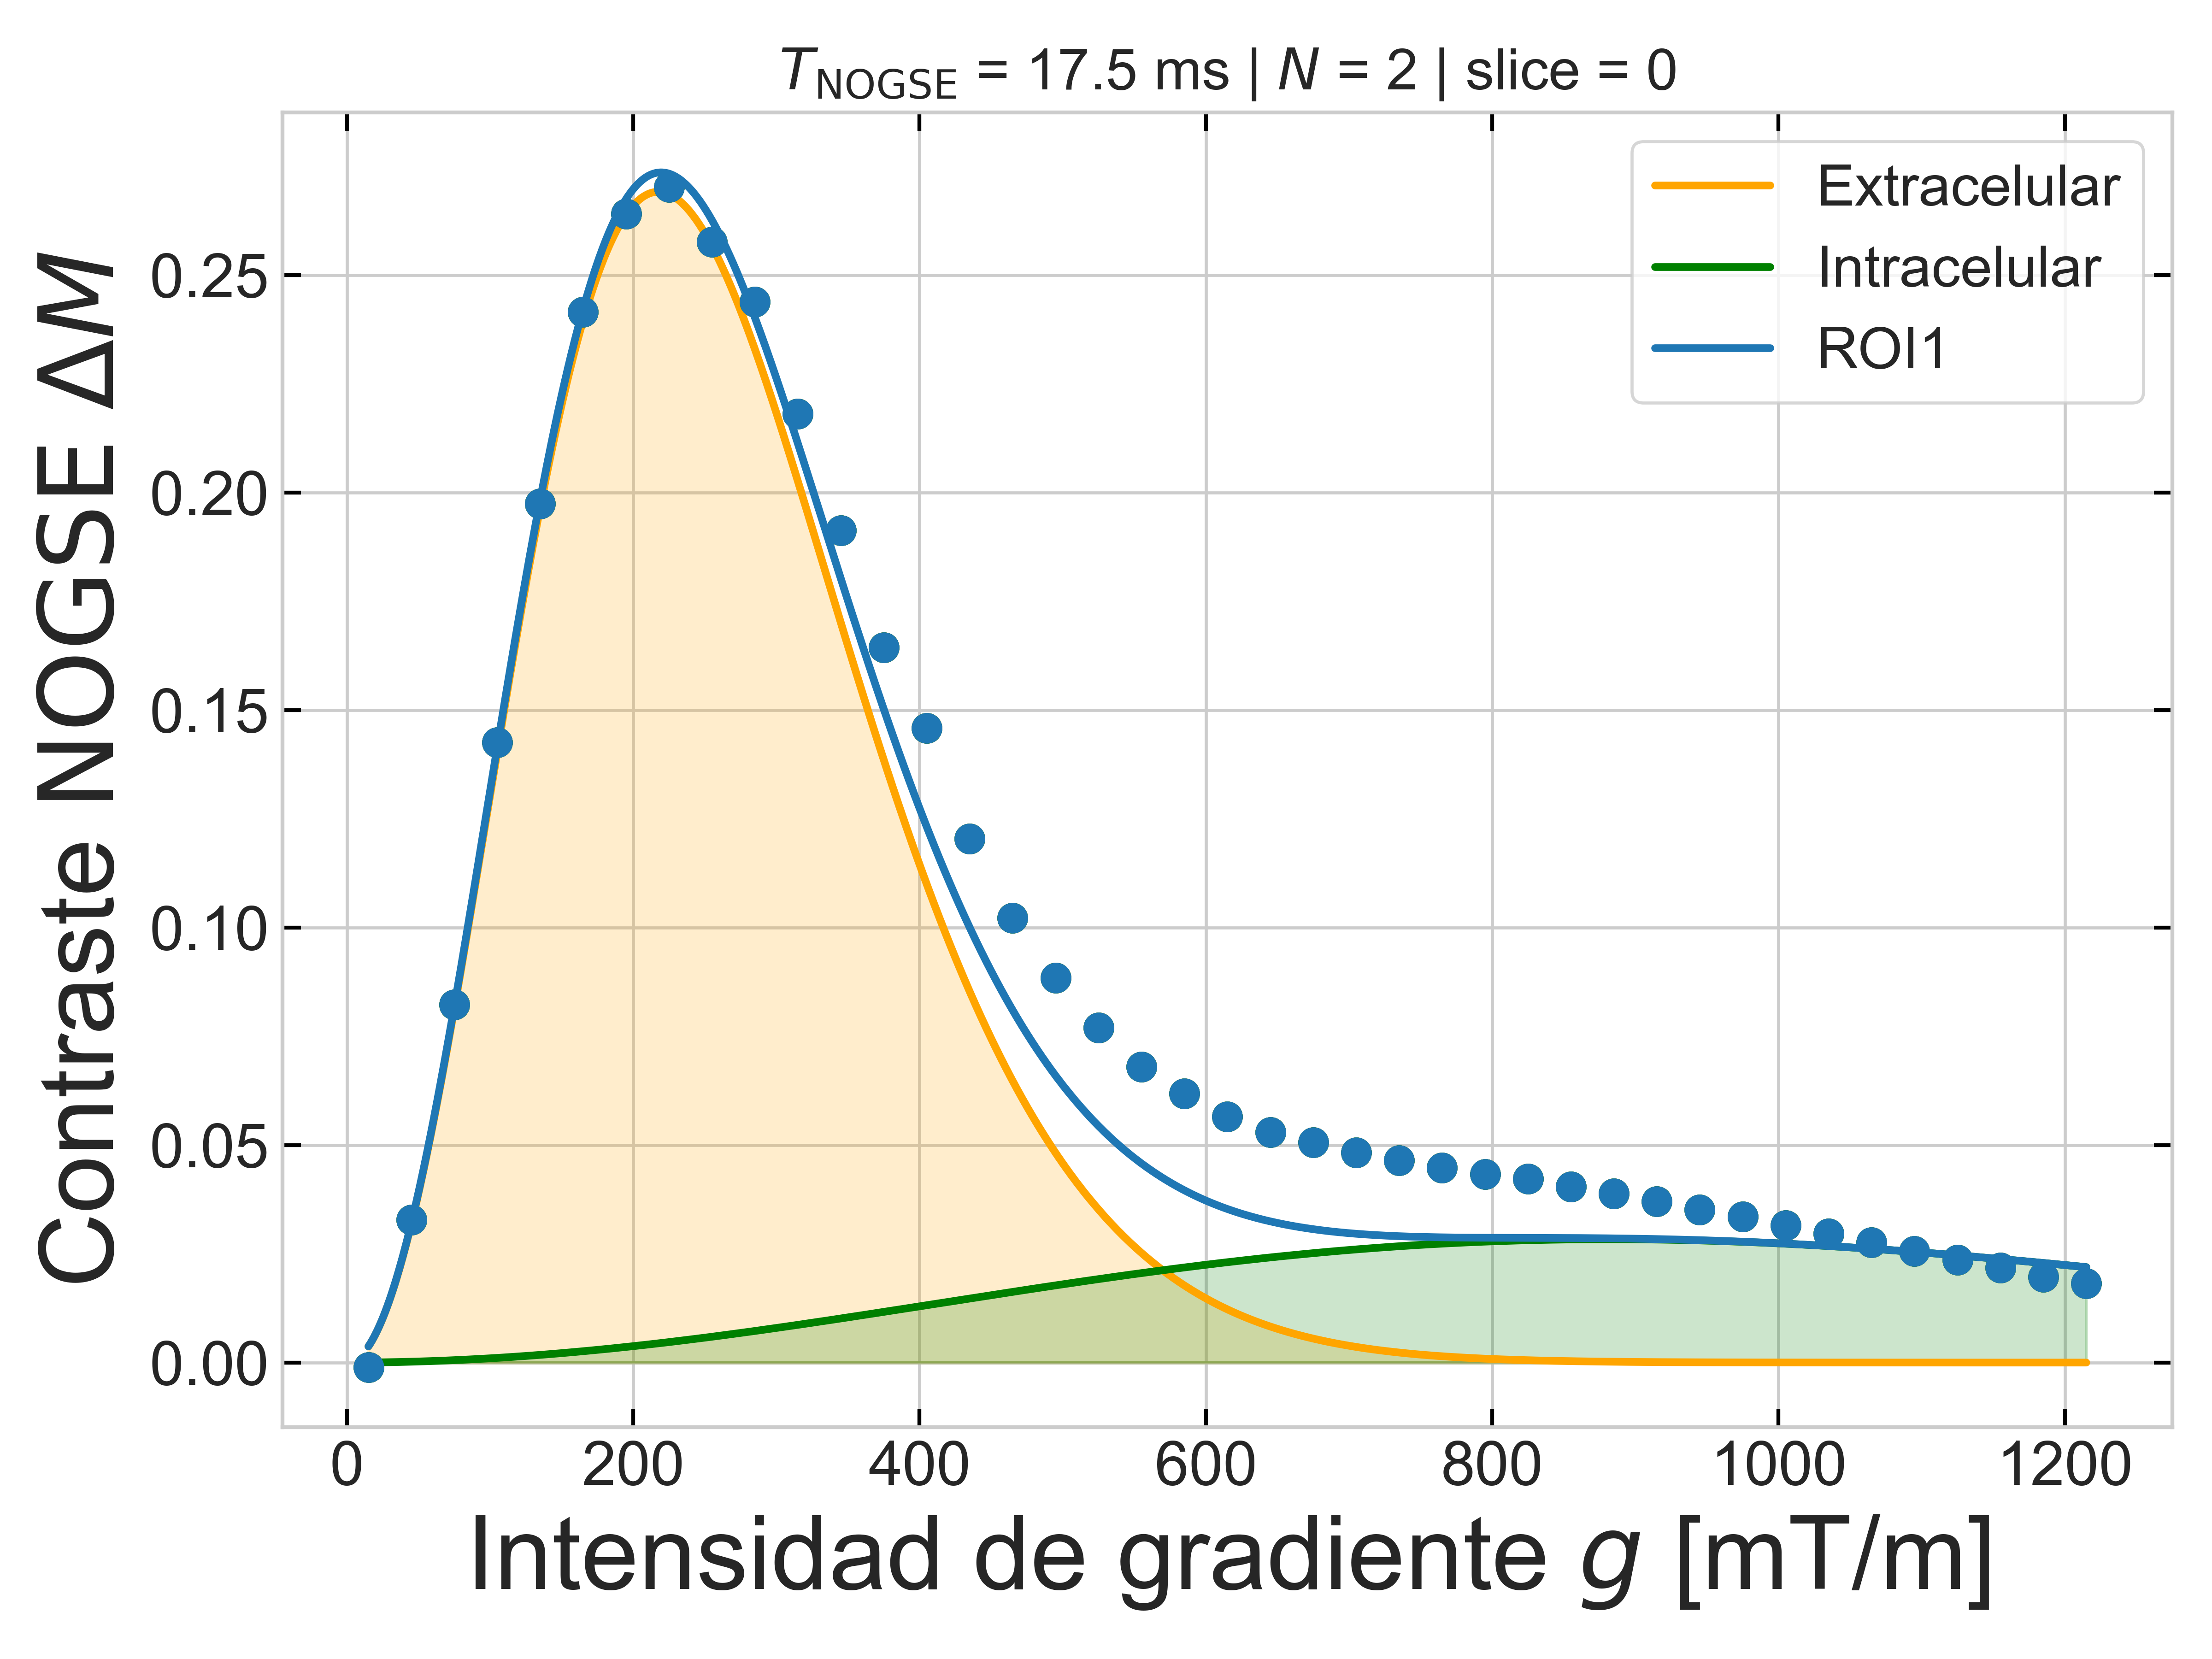 T_NOGSE = 17.5 ms | N = 2 | slice = 0
Extracelular
Intracelular
ROI1
Contraste NOGSE ΔM
0.25
0.20
0.15
0.10
0.05
0.00
0 200 400 600 800 1000 1200
Intensidad de gradiente g [mT/m]